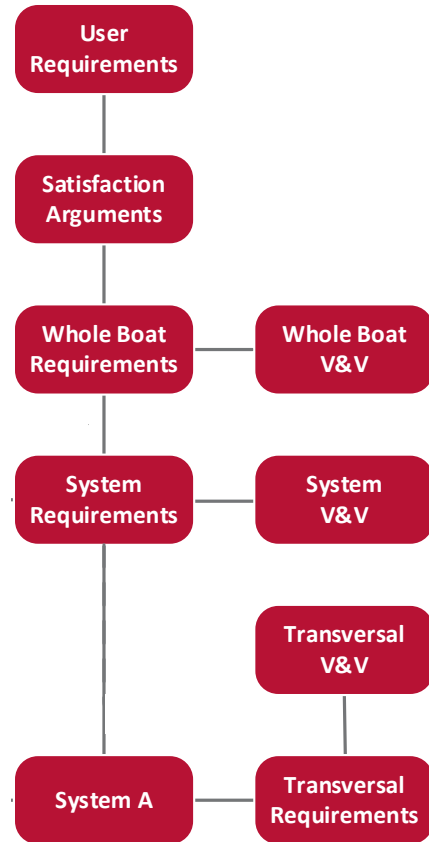 User
Requirements
Satisfaction
Arguments
Whole Boat
Requirements
Whole Boat
V&V
System
Requirements
System
V&V
Transversal
V&V
System A
Transversal
Requirements